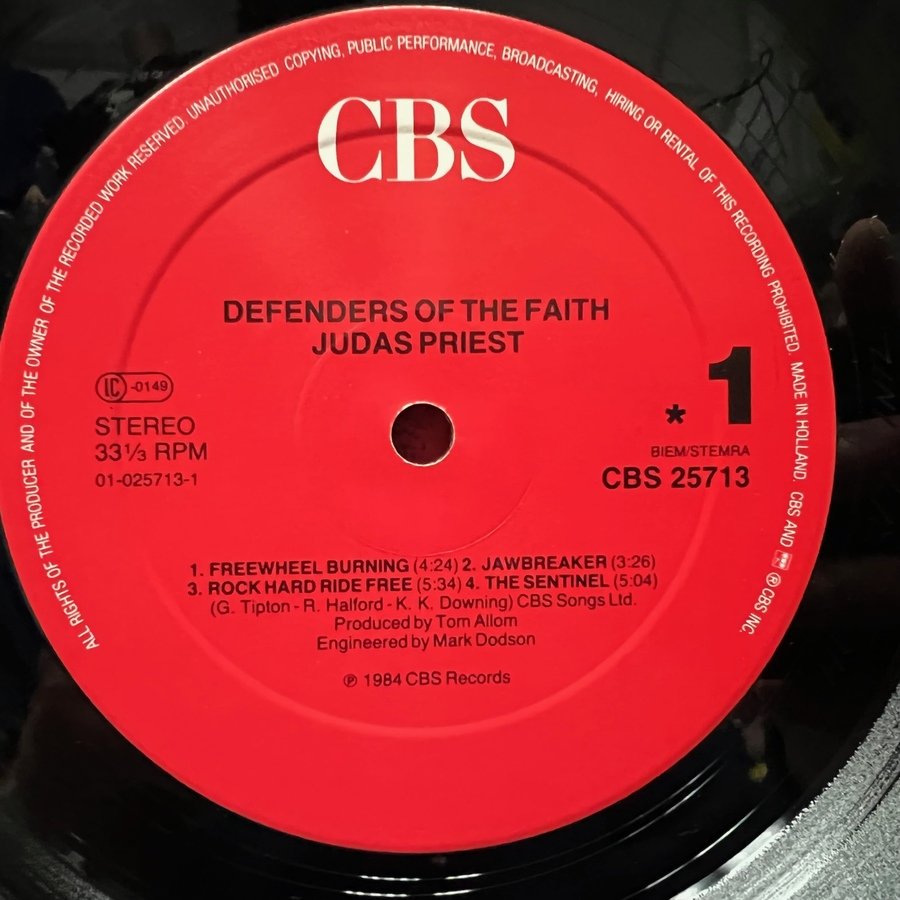 ALL RIGHTS OF THE PRODUCER AND OF THE OWNER OF THE RECORDED WORK RESERVED. UNAUTHORISED COPYING, PUBLIC PERFORMANCE, BROADCASTING, HIRING OR RENTAL OF THIS RECORDING PROHIBITED. MADE IN HOLLAND. CBS AND ℗ CBS INC.
CBS
DEFENDERS OF THE FAITH
JUDAS PRIEST
LC -0149
STEREO
33⅓ RPM
01-025713-1
* 1
BIEM/STEMRA
CBS 25713
1. FREEWHEEL BURNING (4:24) 2. JAWBREAKER (3:26)
3. ROCK HARD RIDE FREE (5:34) 4. THE SENTINEL (5:04)
(G. Tipton - R. Halford - K. K. Downing) CBS Songs Ltd.
Produced by Tom Allom
Engineered by Mark Dodson
℗ 1984 CBS Records